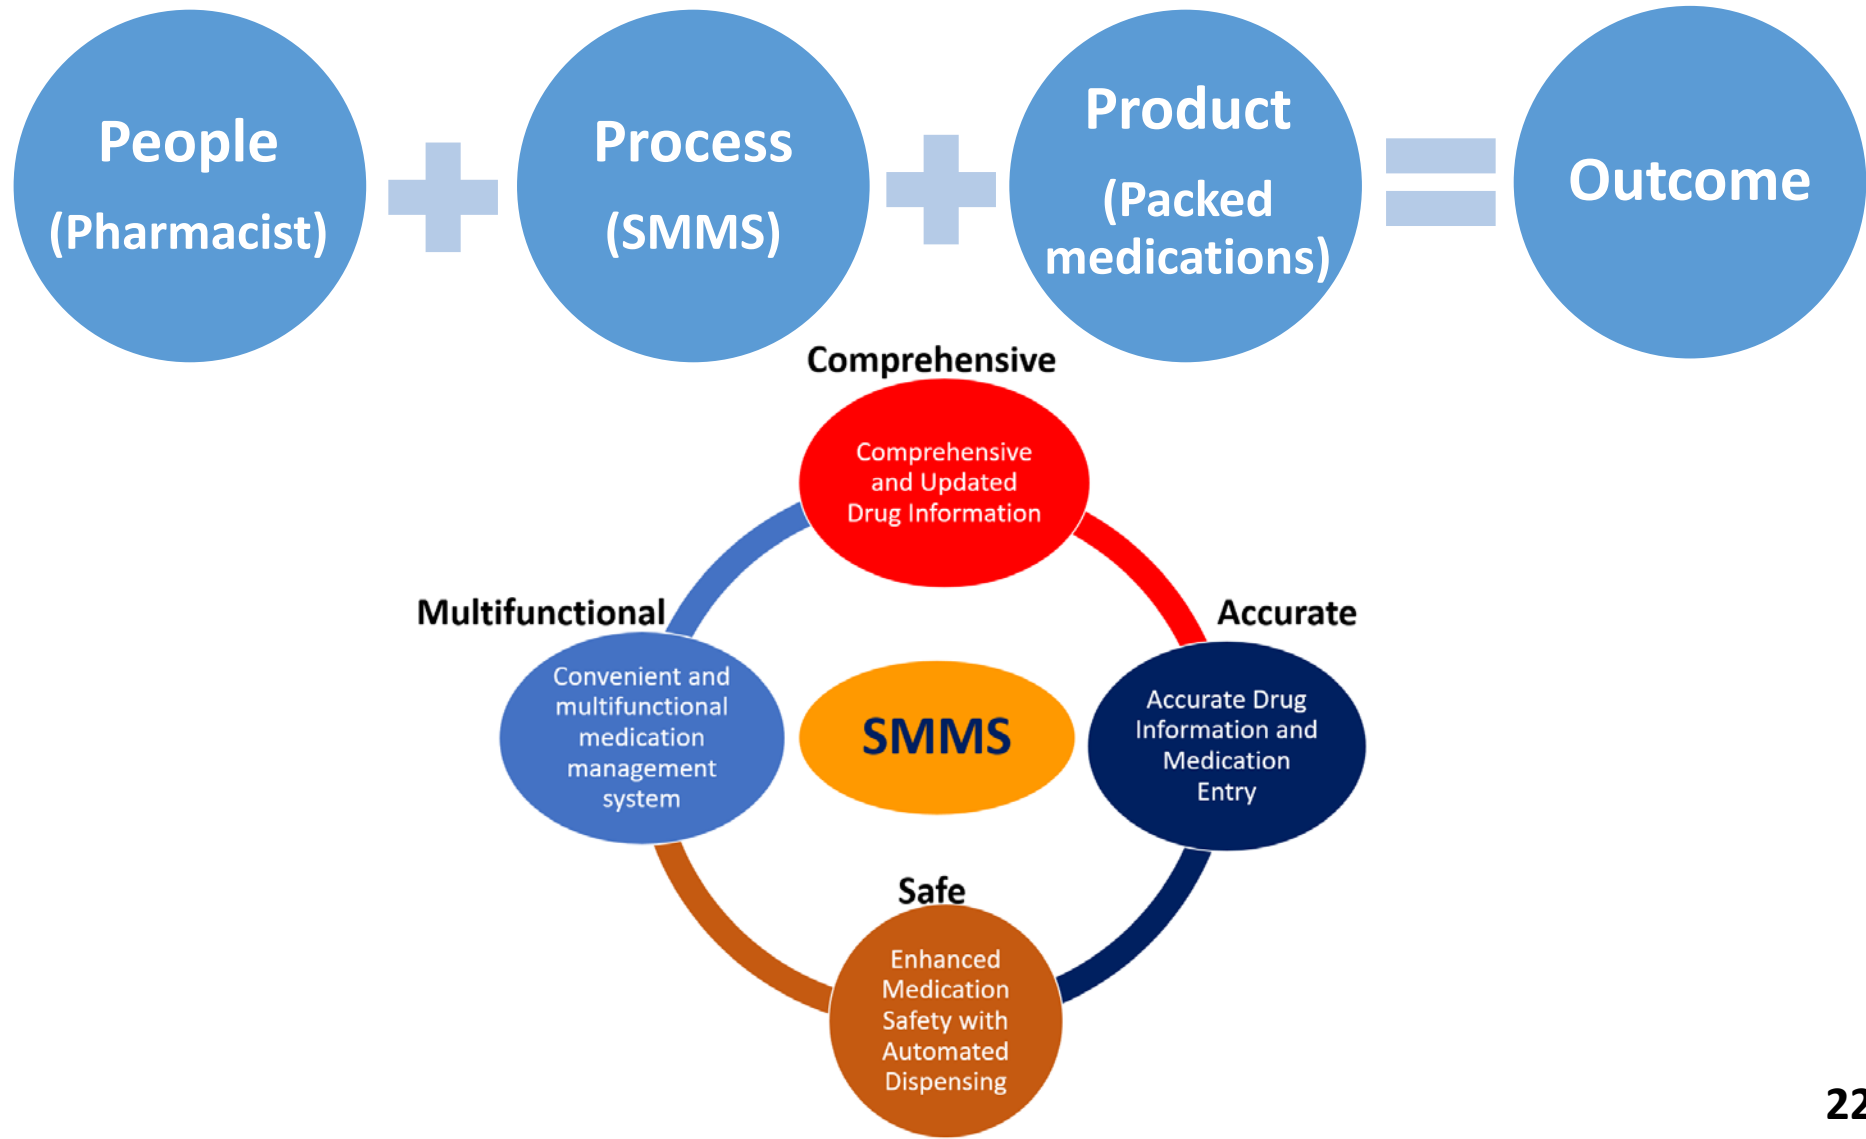 People
(Pharmacist)
Process
(SMMS)
Product
(Packed
medications)
Outcome
Comprehensive
Comprehensive
and Updated
Drug Information
Multifunctional
Convenient and
multifunctional
medication
management
system
SMMS
Accurate
Accurate Drug
Information and
Medication
Entry
Safe
Enhanced
Medication
Safety with
Automated
Dispensing
22